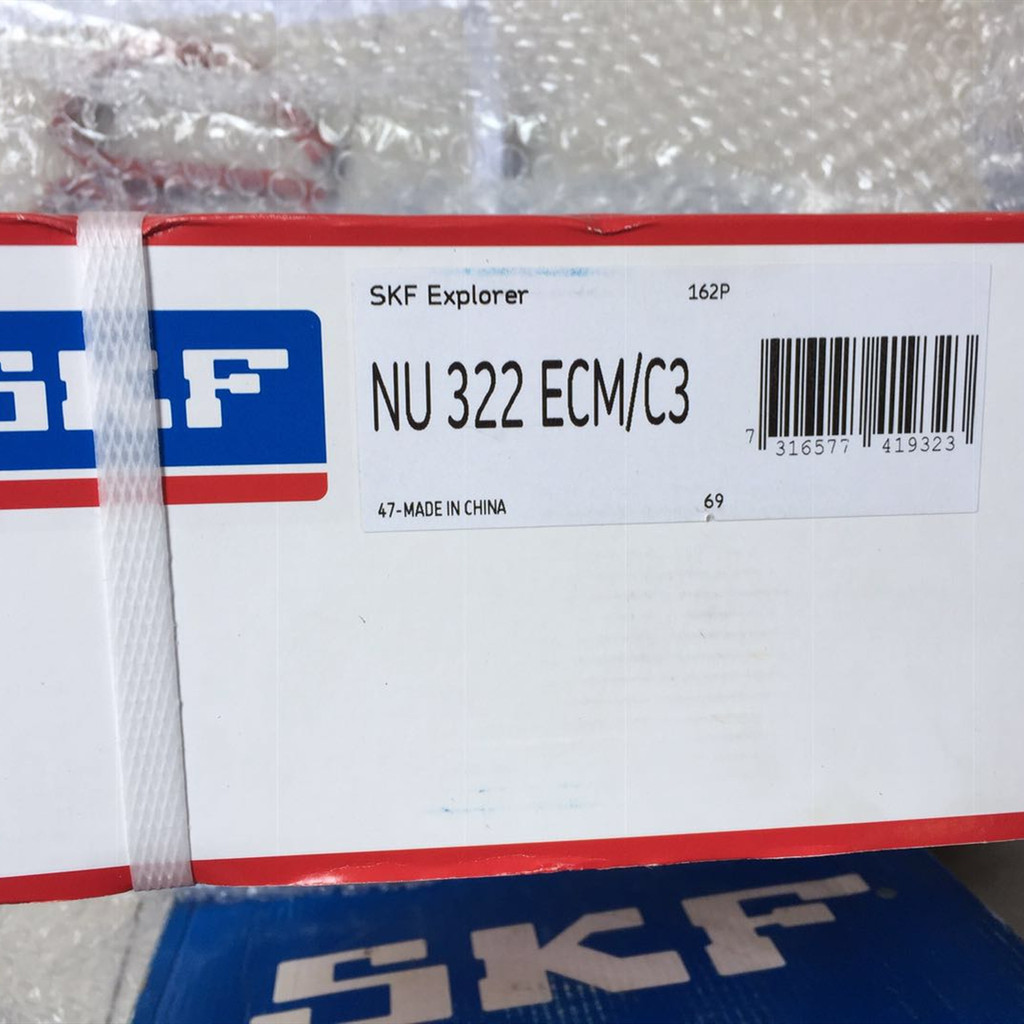 SKF Explorer
162P
SKF
NU 322 ECM/C3
7 316577 419323
47-MADE IN CHINA
69
SKF